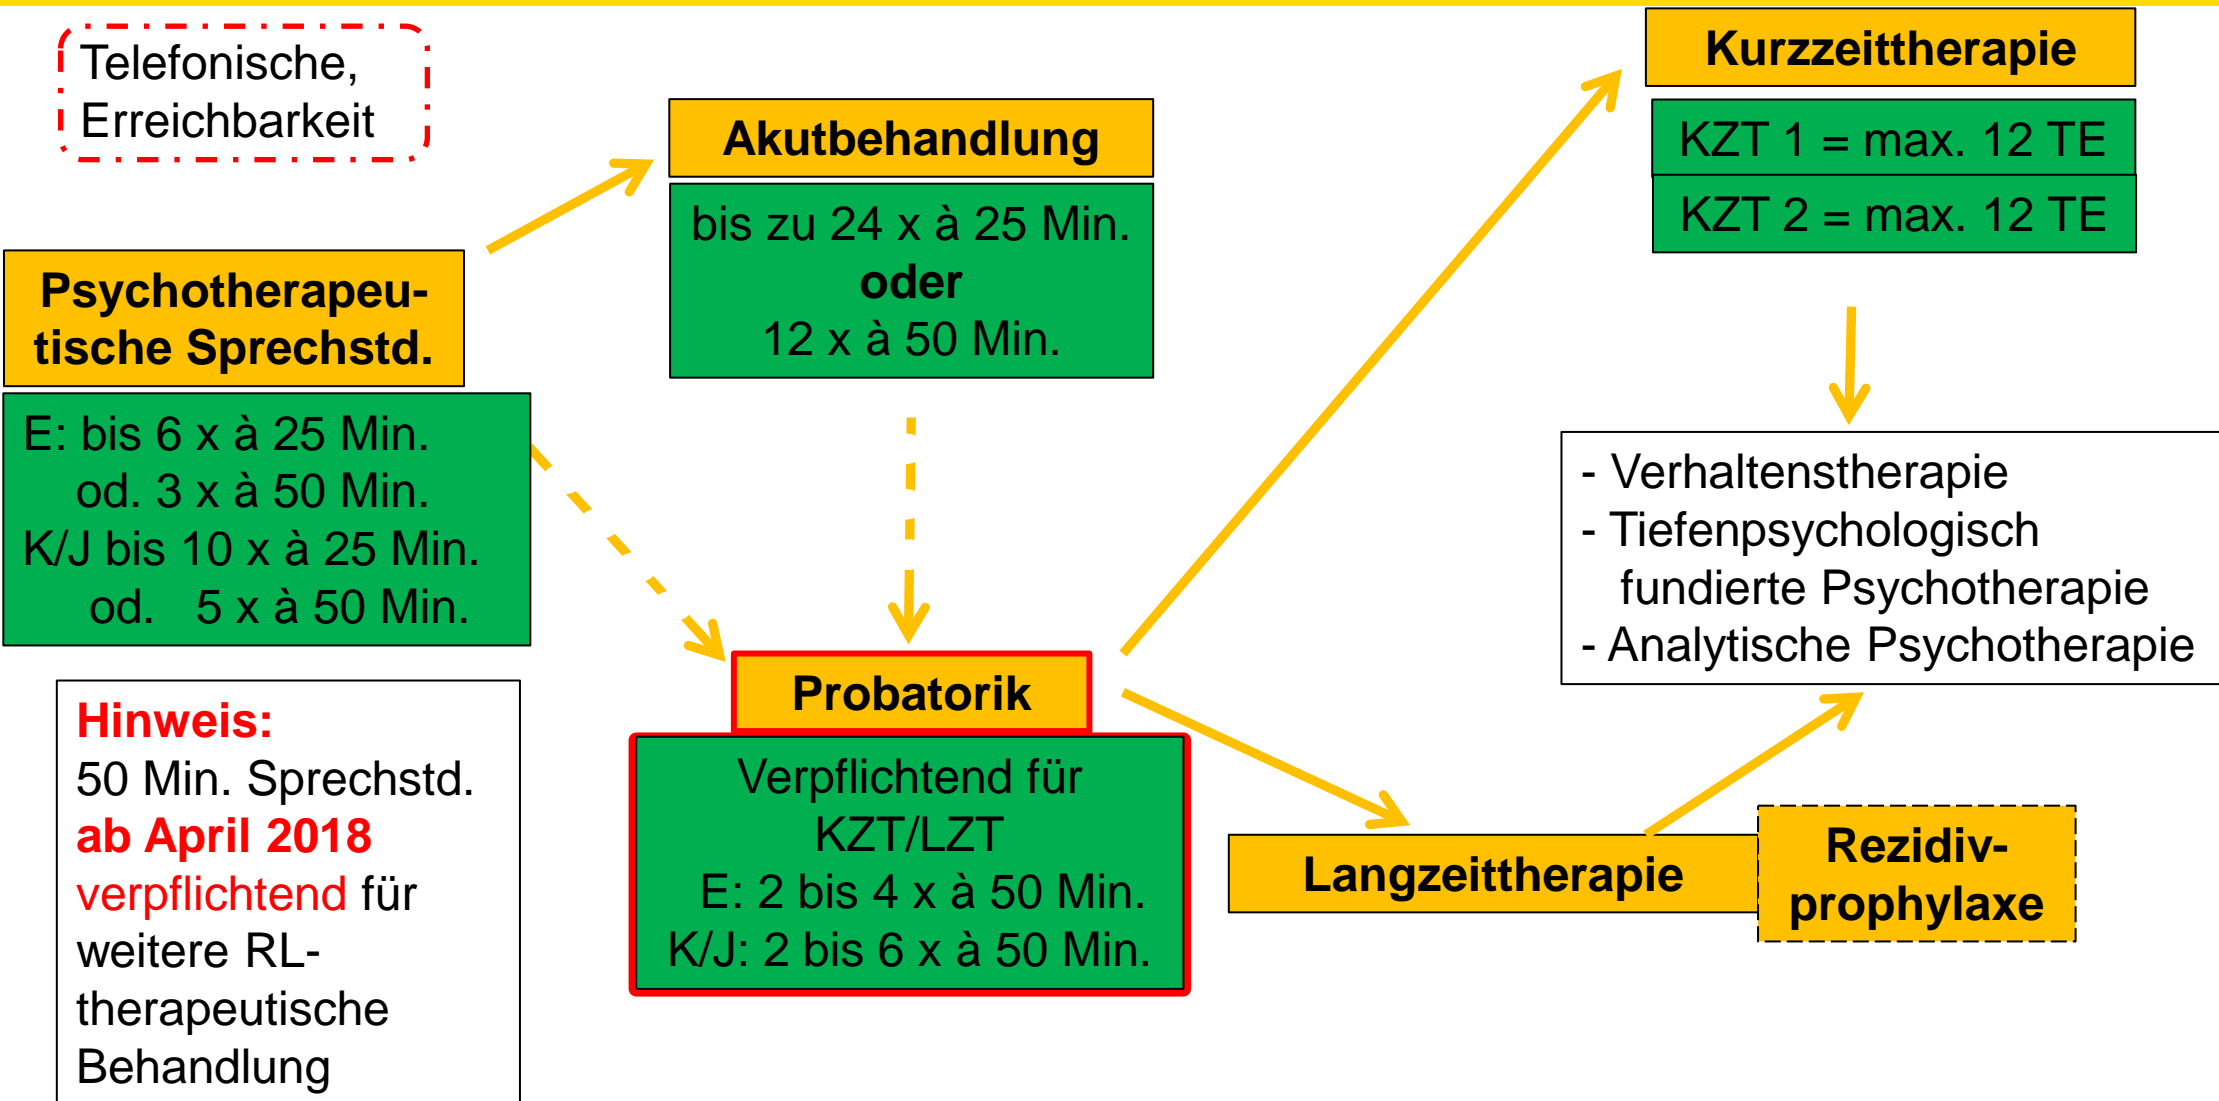 Telefonische,
Erreichbarkeit
Psychotherapeu-
tische Sprechstd.
E: bis 6 x à 25 Min.
od. 3 x à 50 Min.
K/J bis 10 x à 25 Min.
od. 5 x à 50 Min.
Hinweis:
50 Min. Sprechstd.
ab April 2018
verpflichtend für
weitere RL-
therapeutische
Behandlung
Akutbehandlung
bis zu 24 x à 25 Min.
oder
12 x à 50 Min.
Probatorik
Verpflichtend für
KZT/LZT
E: 2 bis 4 x à 50 Min.
K/J: 2 bis 6 x à 50 Min.
Kurzzeittherapie
KZT 1 = max. 12 TE
KZT 2 = max. 12 TE
- Verhaltenstherapie
- Tiefenpsychologisch
fundierte Psychotherapie
- Analytische Psychotherapie
Langzeittherapie
Rezidiv-
prophylaxe